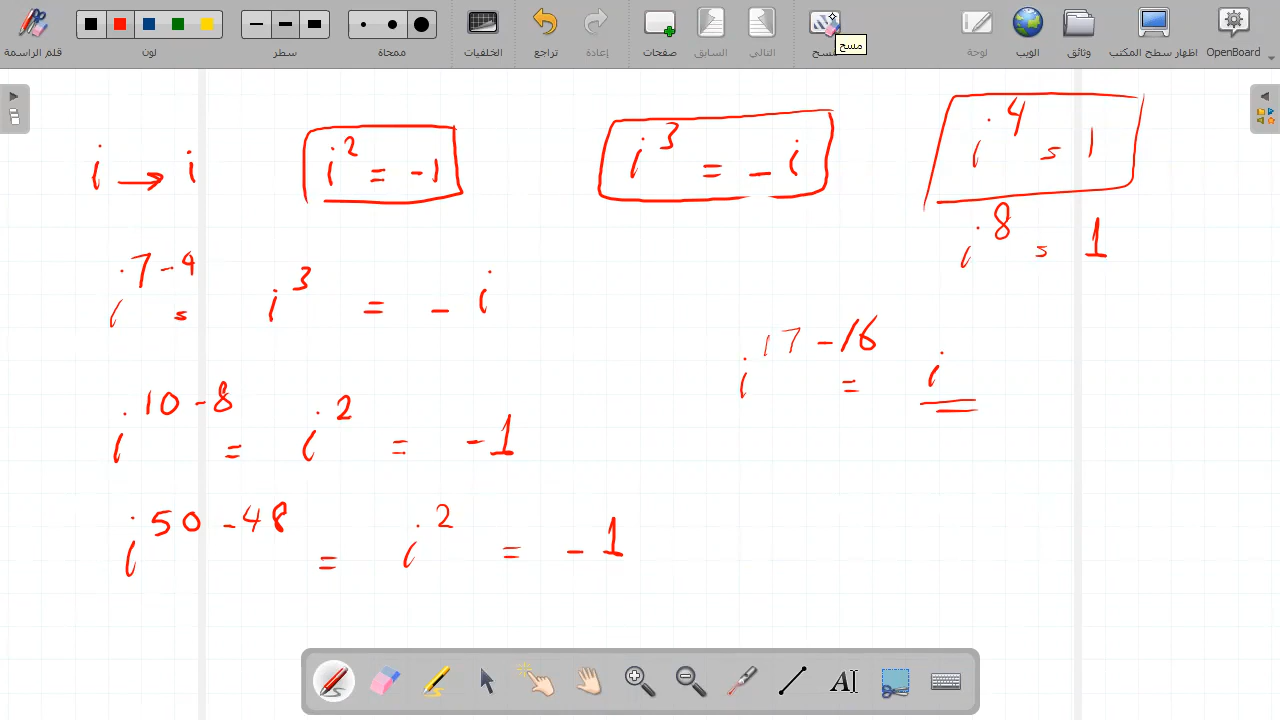 قلم الراسمة لون سطر ممحاة الخلفيات تراجع إعادة صفحات السابق التالي مسح لوحة الويب وثائق اظهار سطح المكتب OpenBoard
مسح
i → i i² = -1 i³ = - i i⁴ = 1
i⁸ = 1
i⁷⁻⁴ = i³ = - i
i¹⁷⁻¹⁶ = i
i¹⁰⁻⁸ = i² = -1
i⁵⁰⁻⁴⁸ = i² = -1